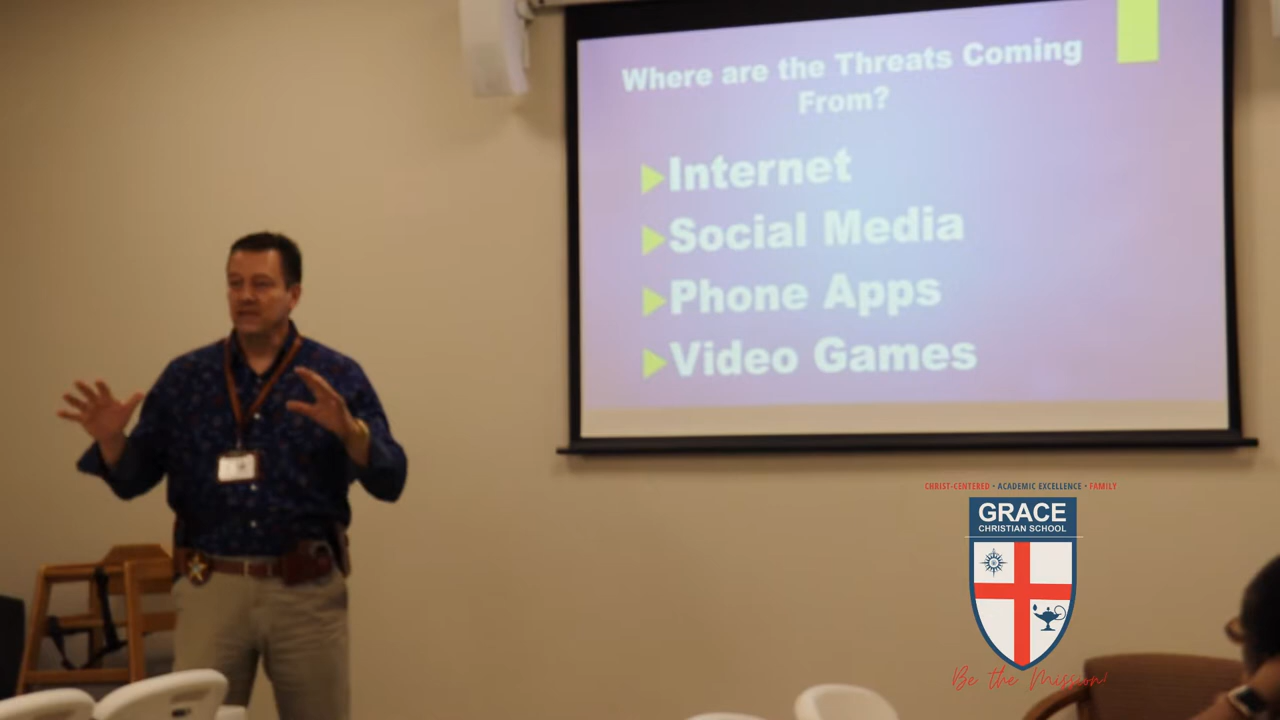 Where are the Threats Coming
From?
Internet
Social Media
Phone Apps
Video Games
CHRIST-CENTERED • ACADEMIC EXCELLENCE • FAMILY
GRACE
CHRISTIAN SCHOOL
Be the Mission!